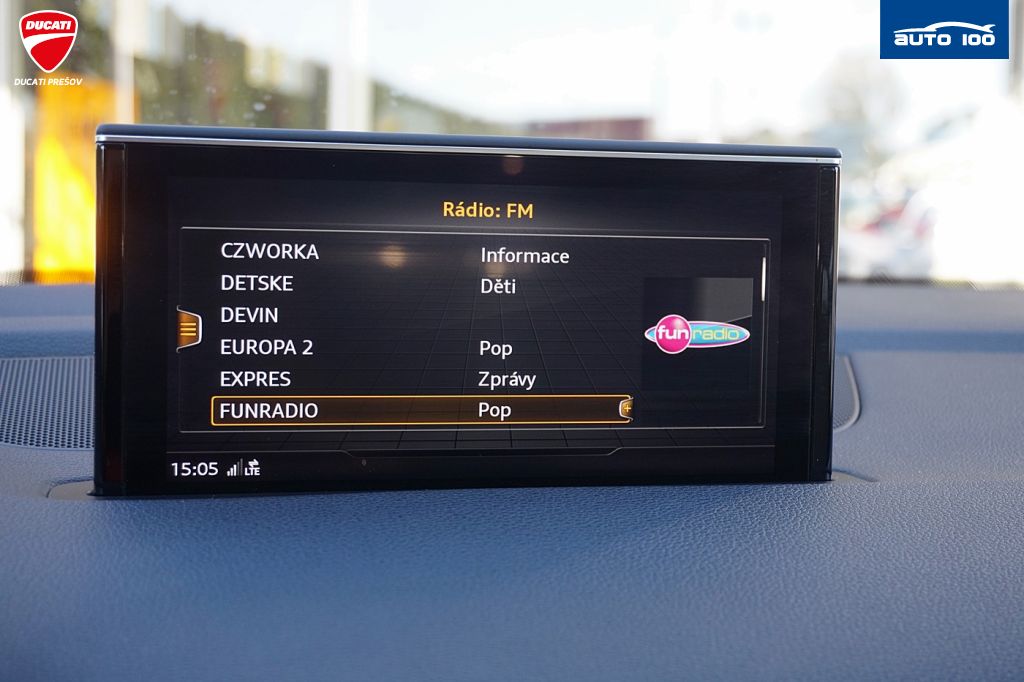 DUCATI
DUCATI PREŠOV
AUTO 100
Rádio: FM
CZWORKA Informace
DETSKE Děti
DEVIN
EUROPA 2 Pop
EXPRES Zprávy
FUNRADIO Pop
fun radio
15:05 LTE